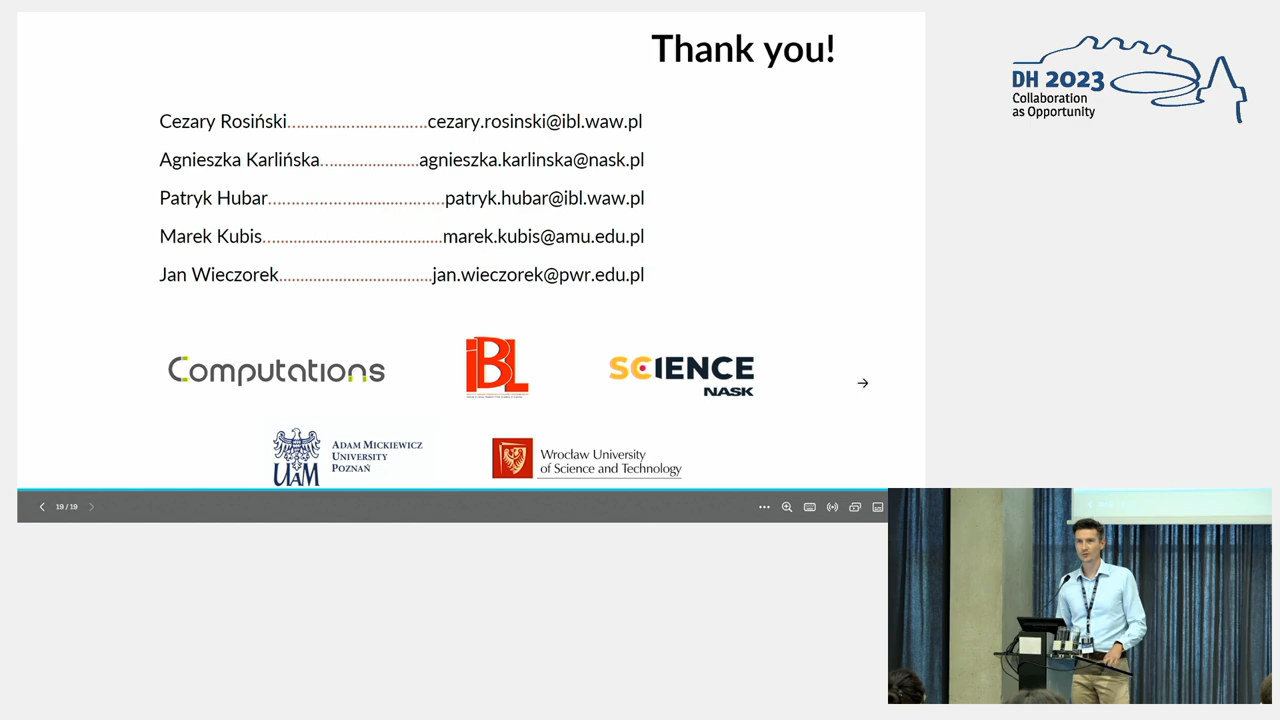 Thank you!
DH 2023
Collaboration
as Opportunity
Cezary Rosiński..............................cezary.rosinski@ibl.waw.pl
Agnieszka Karlińska.....................agnieszka.karlinska@nask.pl
Patryk Hubar.....................................patryk.hubar@ibl.waw.pl
Marek Kubis......................................marek.kubis@amu.edu.pl
Jan Wieczorek................................jan.wieczorek@pwr.edu.pl
Computations
iBL
SCIENCE
NASK
UAM
ADAM MICKIEWICZ
UNIVERSITY
POZNAŃ
Wrocław University
of Science and Technology
19 / 19